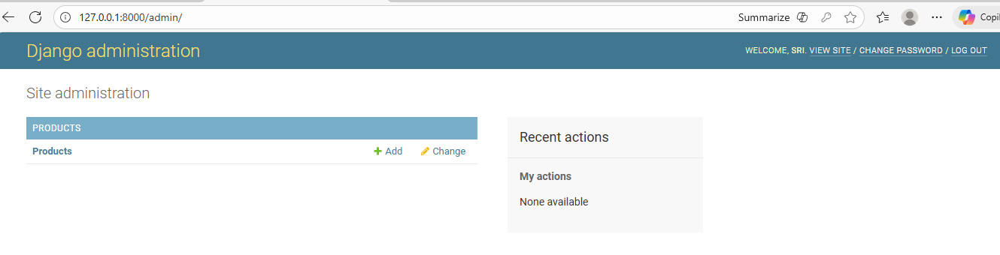 127.0.0.1:8000/admin/ Summarize Copil
Django administration WELCOME, SRI. VIEW SITE / CHANGE PASSWORD / LOG OUT
Site administration
PRODUCTS
Products Add Change
Recent actions
My actions
None available